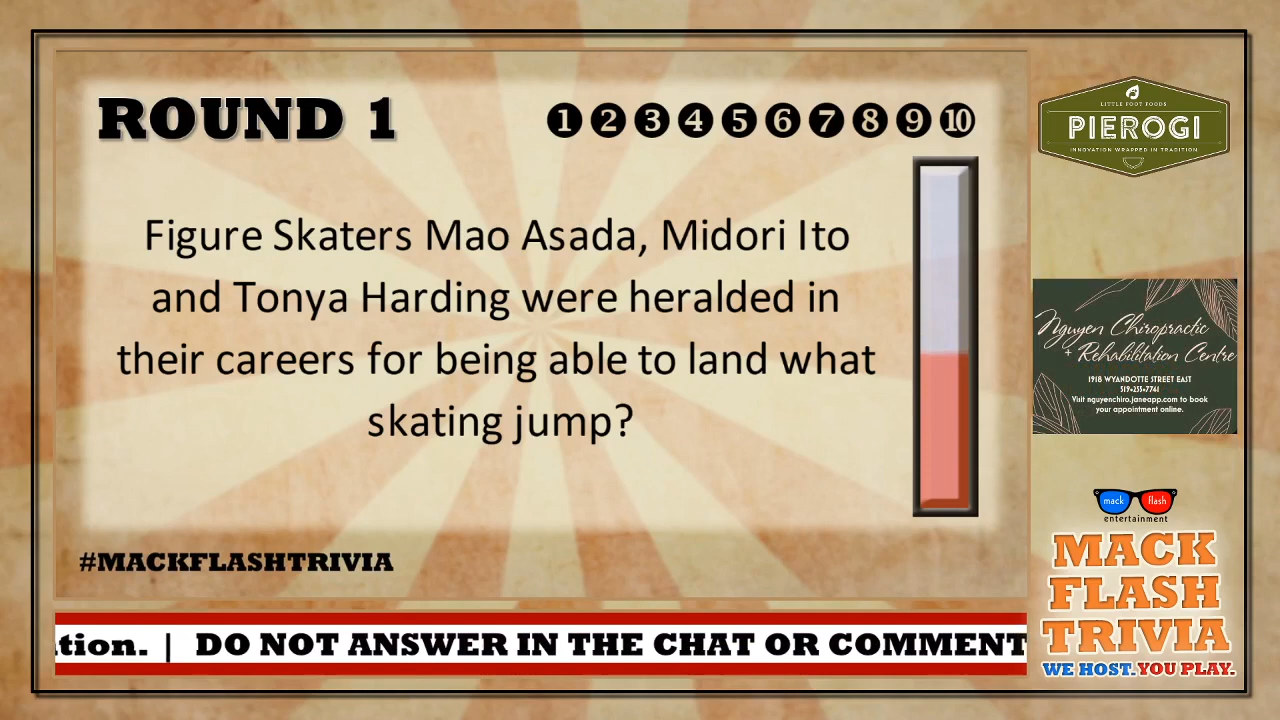 ROUND 1
1 2 3 4 5 6 7 8 9 10
Figure Skaters Mao Asada, Midori Ito
and Tonya Harding were heralded in
their careers for being able to land what
skating jump?
#MACKFLASHTRIVIA
tion. | DO NOT ANSWER IN THE CHAT OR COMMENT
LITTLE FOOT FOODS
PIEROGI
INNOVATION WRAPPED IN TRADITION
Nguyen Chiropractic
+ Rehabilitation Centre
1918 WYANDOTTE STREET EAST
519-255-7741
Visit nguyenchiro.janeapp.com to book
your appointment online.
mack flash
entertainment
MACK
FLASH
TRIVIA
WE HOST. YOU PLAY.